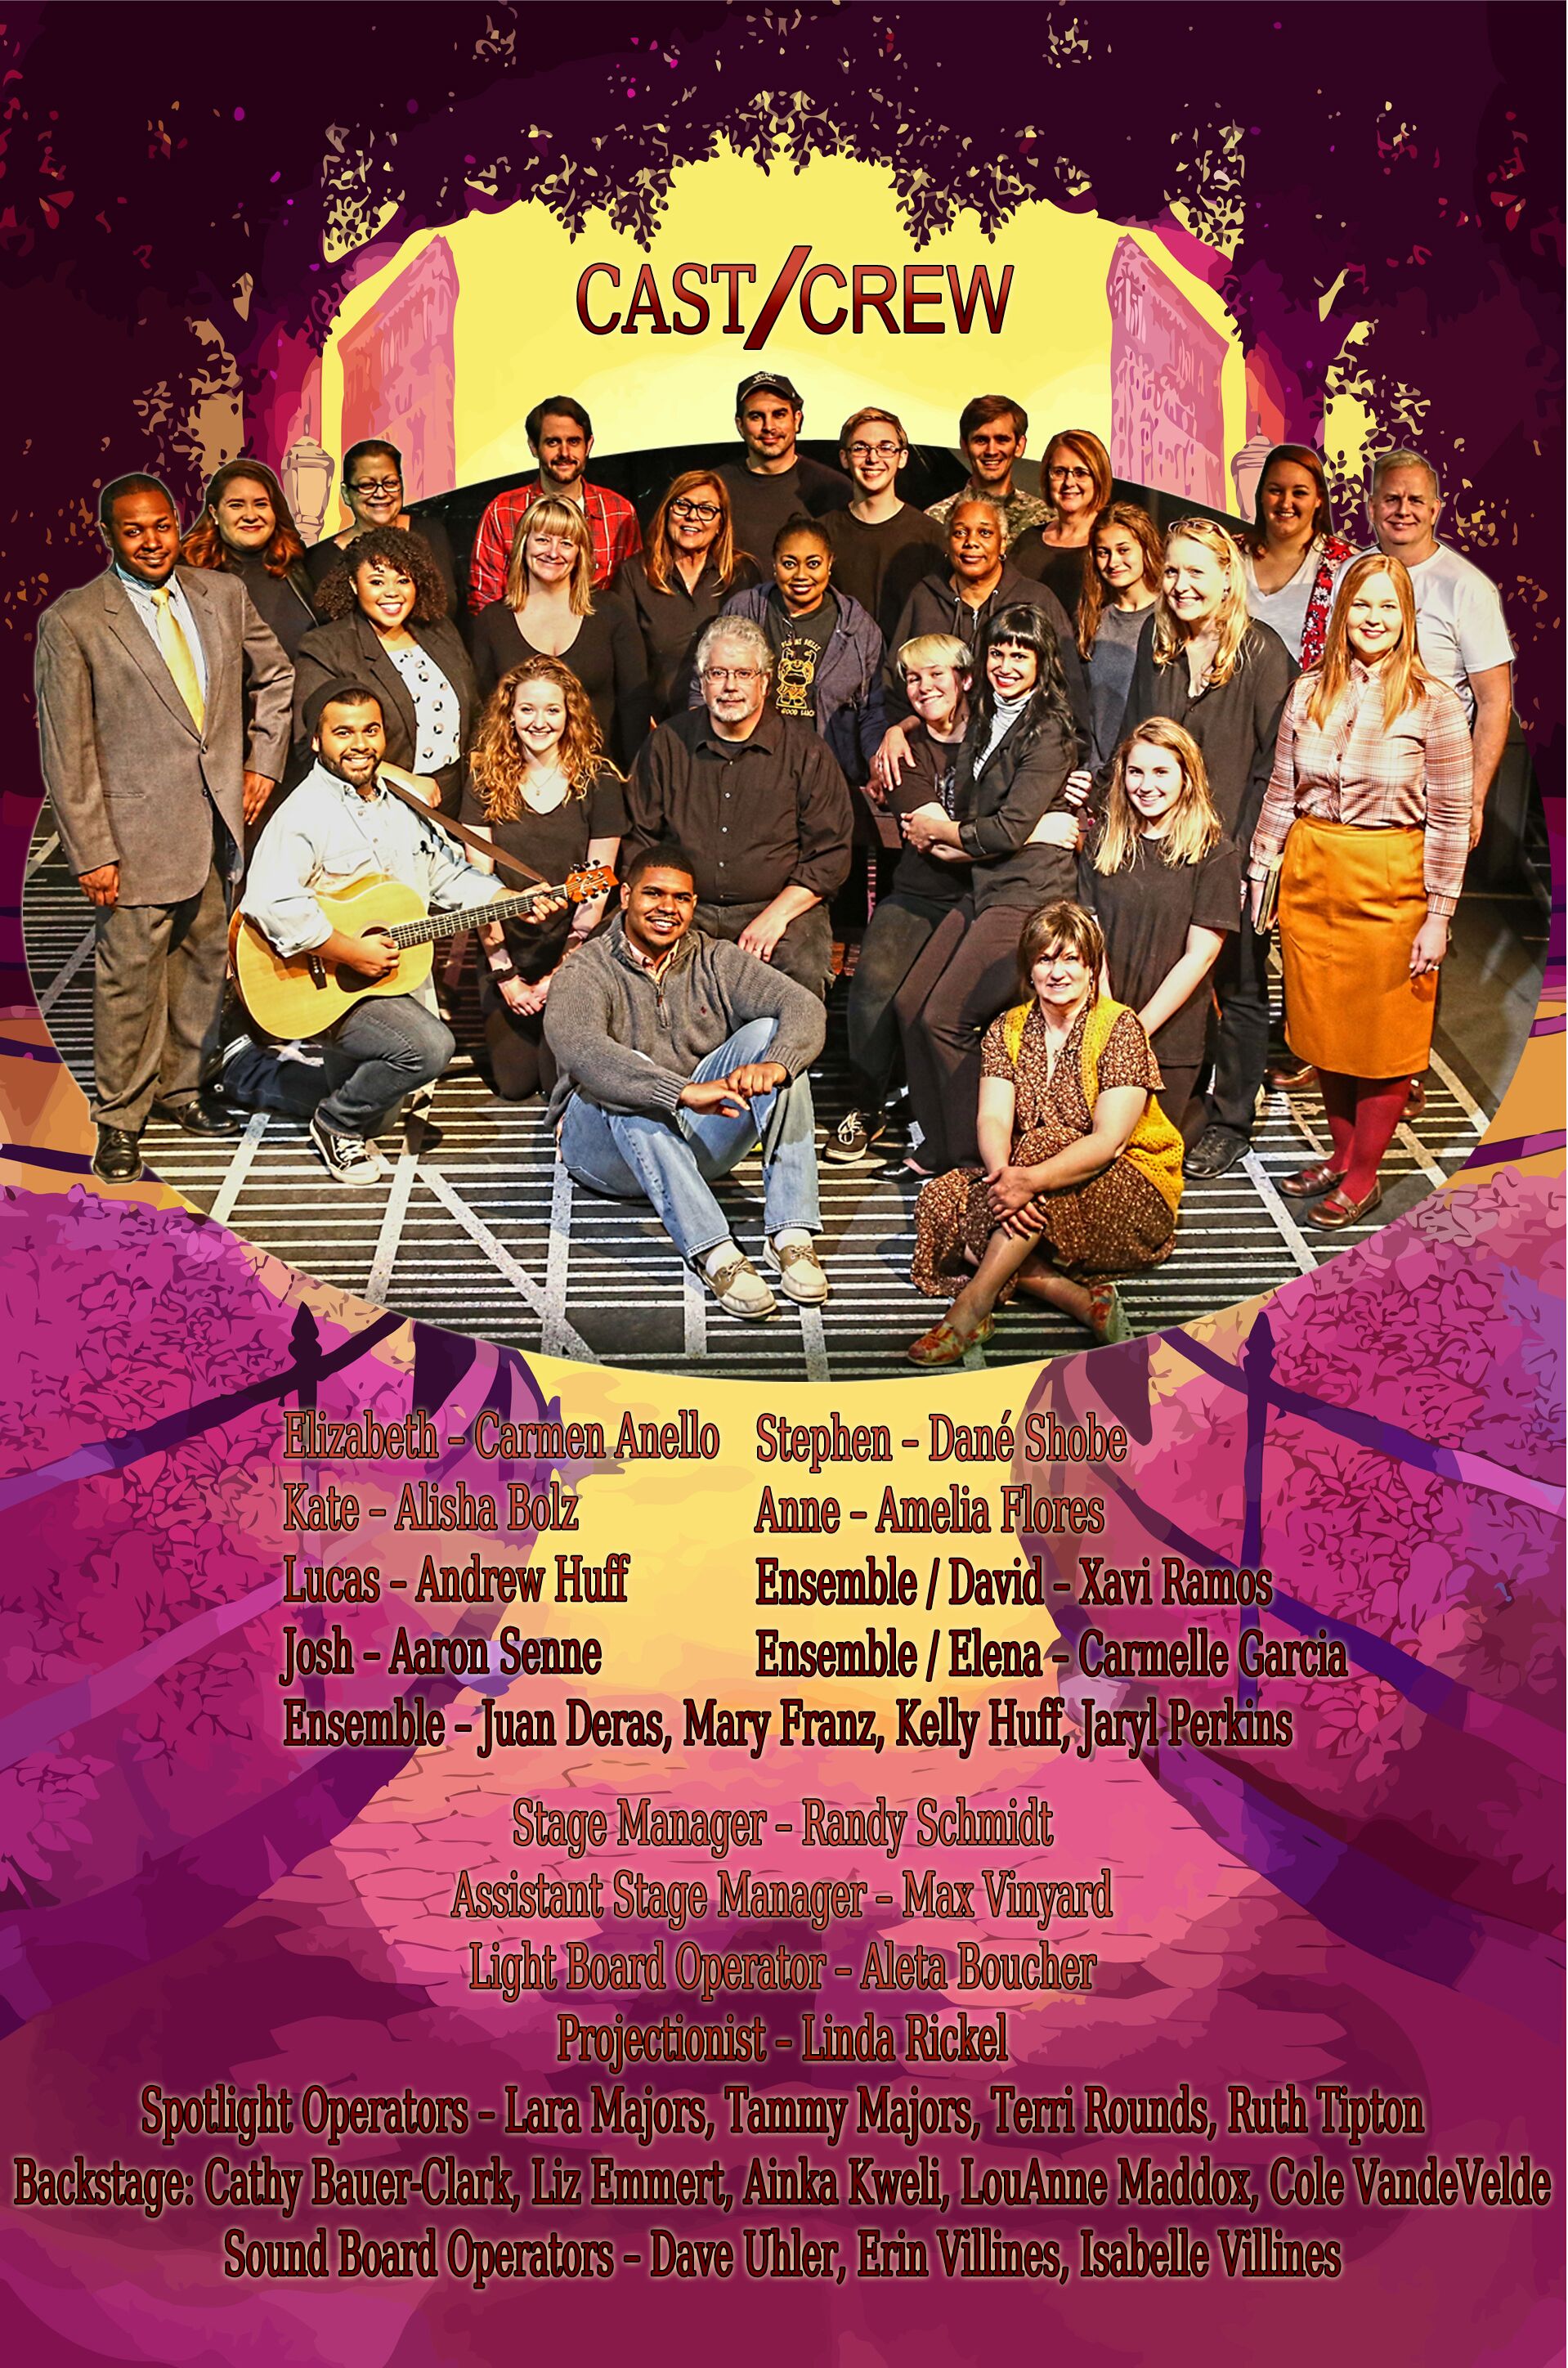 CAST/CREW
GOOD LUCK
Elizabeth – Carmen Anello
Stephen – Dané Shobe
Kate – Alisha Bolz
Anne – Amelia Flores
Lucas – Andrew Huff
Ensemble / David – Xavi Ramos
Josh – Aaron Senne
Ensemble / Elena – Carmelle Garcia
Ensemble – Juan Deras, Mary Franz, Kelly Huff, Jaryl Perkins
Stage Manager – Randy Schmidt
Assistant Stage Manager – Max Vinyard
Light Board Operator – Aleta Boucher
Projectionist – Linda Rickel
Spotlight Operators – Lara Majors, Tammy Majors, Terri Rounds, Ruth Tipton
Backstage: Cathy Bauer-Clark, Liz Emmert, Ainka Kweli, LouAnne Maddox, Cole VandeVelde
Sound Board Operators – Dave Uhler, Erin Villines, Isabelle Villines